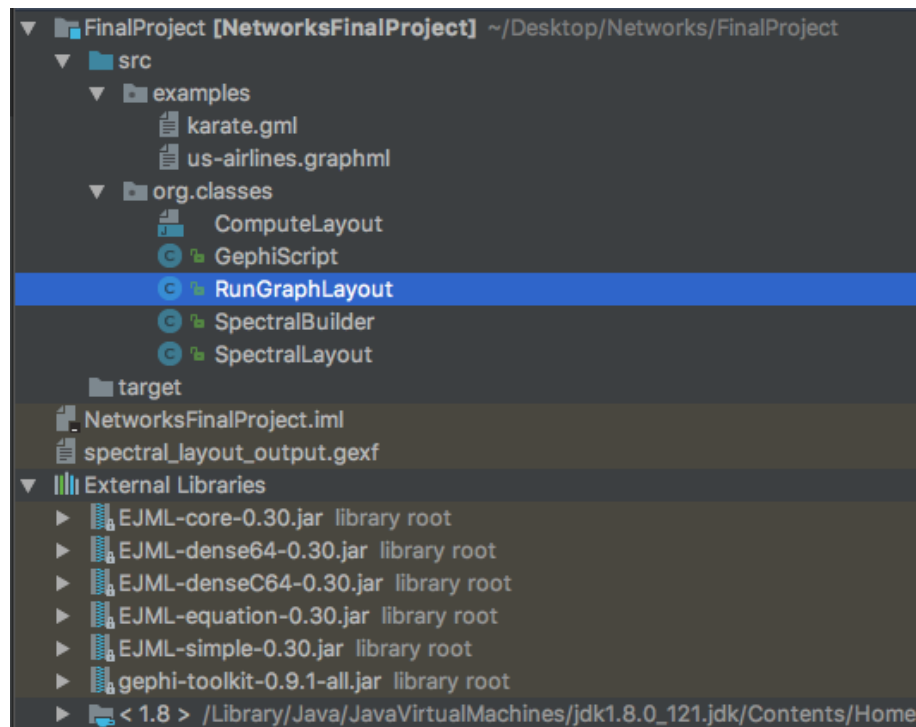 FinalProject [NetworksFinalProject] ~/Desktop/Networks/FinalProject
src
examples
karate.gml
us-airlines.graphml
org.classes
ComputeLayout
GephiScript
RunGraphLayout
SpectralBuilder
SpectralLayout
target
NetworksFinalProject.iml
spectral_layout_output.gexf
External Libraries
EJML-core-0.30.jar library root
EJML-dense64-0.30.jar library root
EJML-denseC64-0.30.jar library root
EJML-equation-0.30.jar library root
EJML-simple-0.30.jar library root
gephi-toolkit-0.9.1-all.jar library root
< 1.8 > /Library/Java/JavaVirtualMachines/jdk1.8.0_121.jdk/Contents/Home